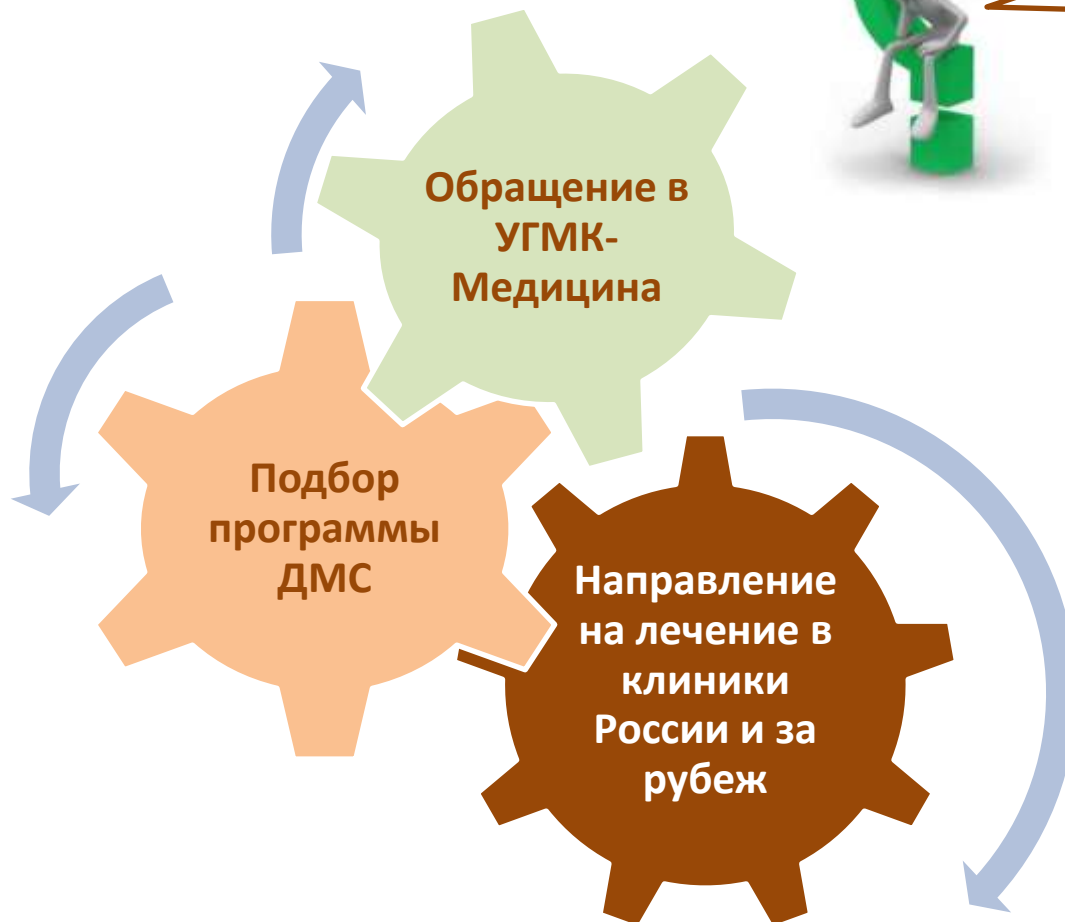 Обращение в
УГМК-
Медицина
Подбор
программы
ДМС
Направление
на лечение в
клиники
России и за
рубеж